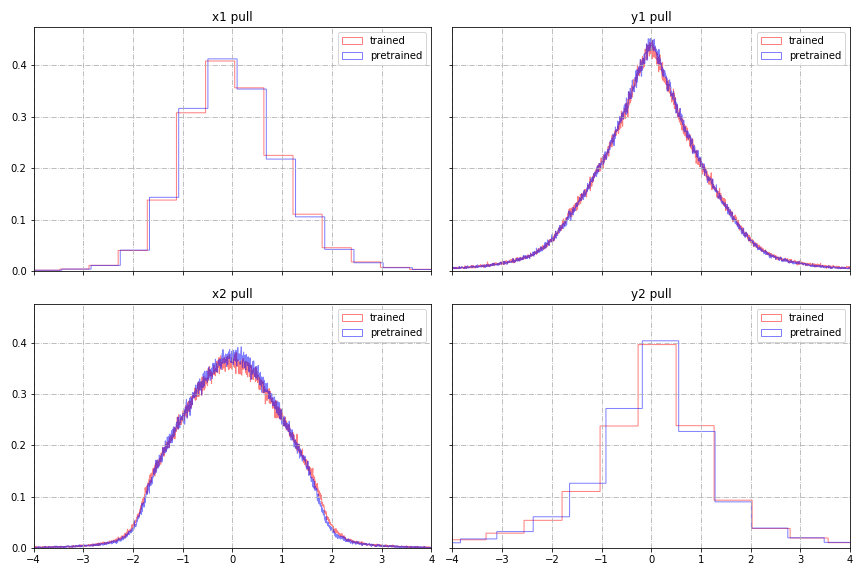 x1 pull
trained
pretrained
0.4
0.3
0.2
0.1
0.0
y1 pull
trained
pretrained
x2 pull
trained
pretrained
0.4
0.3
0.2
0.1
0.0
−4 −3 −2 −1 0 1 2 3 4
y2 pull
trained
pretrained
−4 −3 −2 −1 0 1 2 3 4